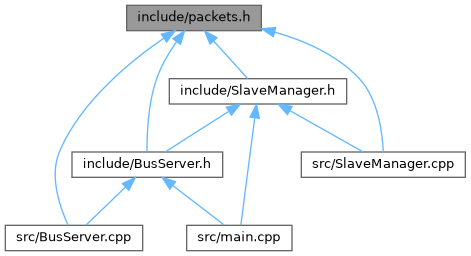 include/packets.h
include/SlaveManager.h
include/BusServer.h
src/SlaveManager.cpp
src/BusServer.cpp
src/main.cpp